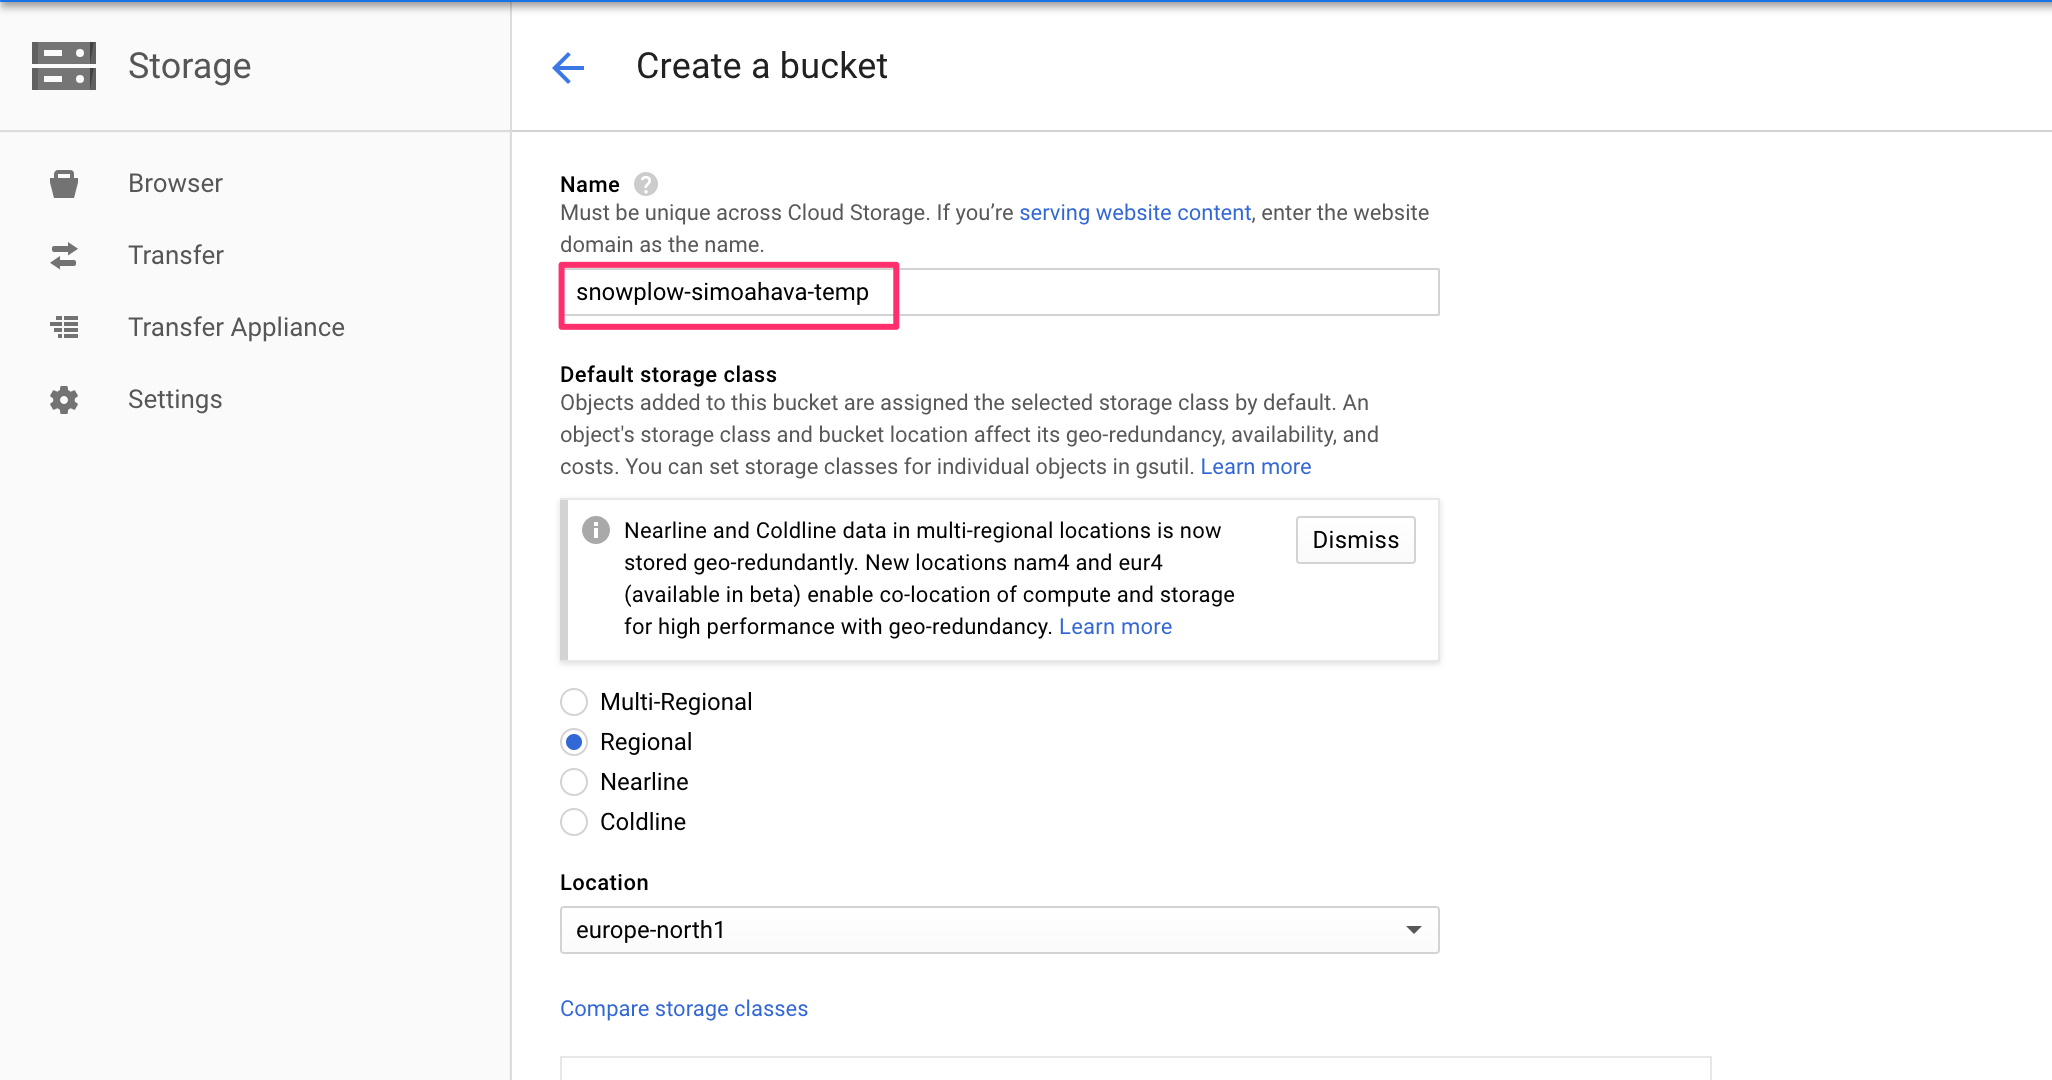 Storage
Create a bucket
Browser
Transfer
Transfer Appliance
Settings
Name ?
Must be unique across Cloud Storage. If you’re serving website content, enter the website
domain as the name.
snowplow-simoahava-temp
Default storage class
Objects added to this bucket are assigned the selected storage class by default. An
object's storage class and bucket location affect its geo-redundancy, availability, and
costs. You can set storage classes for individual objects in gsutil. Learn more
Nearline and Coldline data in multi-regional locations is now
stored geo-redundantly. New locations nam4 and eur4
(available in beta) enable co-location of compute and storage
for high performance with geo-redundancy. Learn more
Dismiss
Multi-Regional
Regional
Nearline
Coldline
Location
europe-north1
Compare storage classes